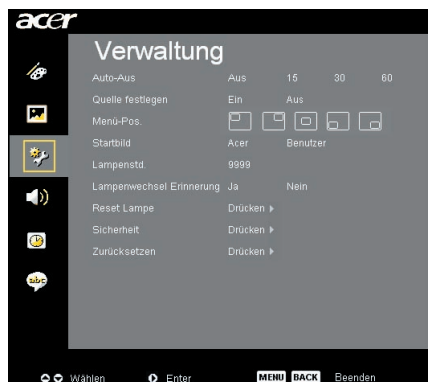 acer
Verwaltung
Auto-Aus Aus 15 30 60
Quelle festlegen Ein Aus
Menü-Pos.
Startbild Acer Benutzer
Lampenstd. 9999
Lampenwechsel Erinnerung Ja Nein
Reset Lampe Drücken
Sicherheit Drücken
Zurücksetzen Drücken
abc
Wählen Enter MENU BACK Beenden